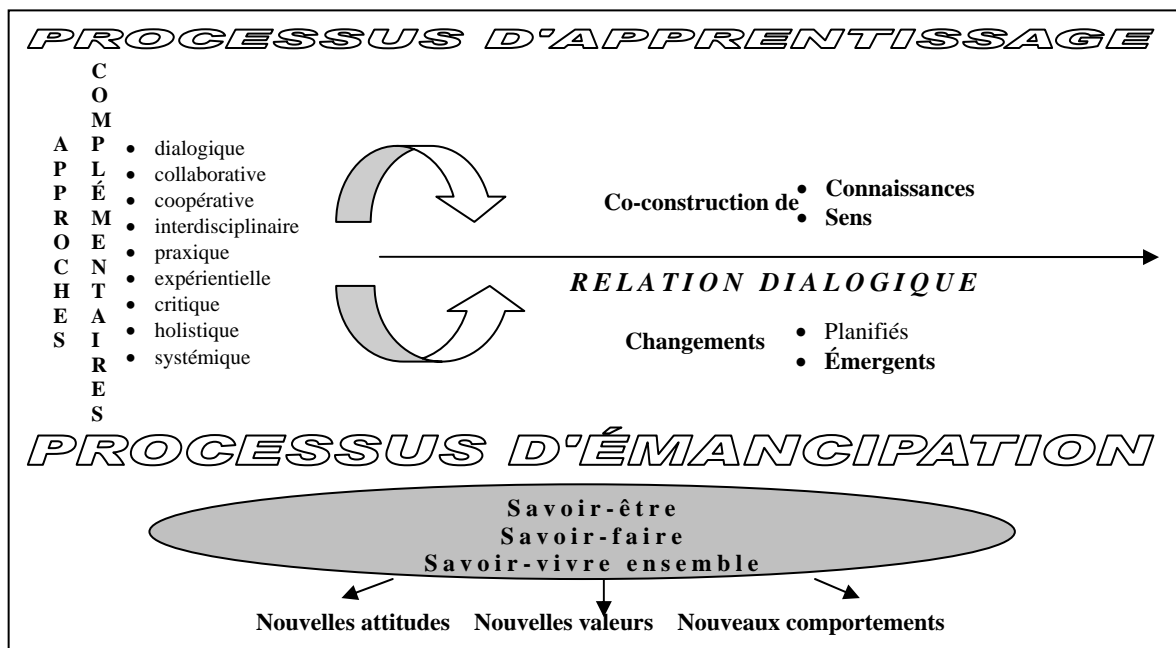 PROCESSUS D'APPRENTISSAGE
APPROCHES
COMPLÉMENTAIRES
• dialogique
• collaborative
• coopérative
• interdisciplinaire
• praxique
• expérientielle
• critique
• holistique
• systémique
Co-construction de
• Connaissances
• Sens
RELATION DIALOGIQUE
Changements
• Planifiés
• Émergents
PROCESSUS D'ÉMANCIPATION
Savoir-être
Savoir-faire
Savoir-vivre ensemble
Nouvelles attitudes Nouvelles valeurs Nouveaux comportements